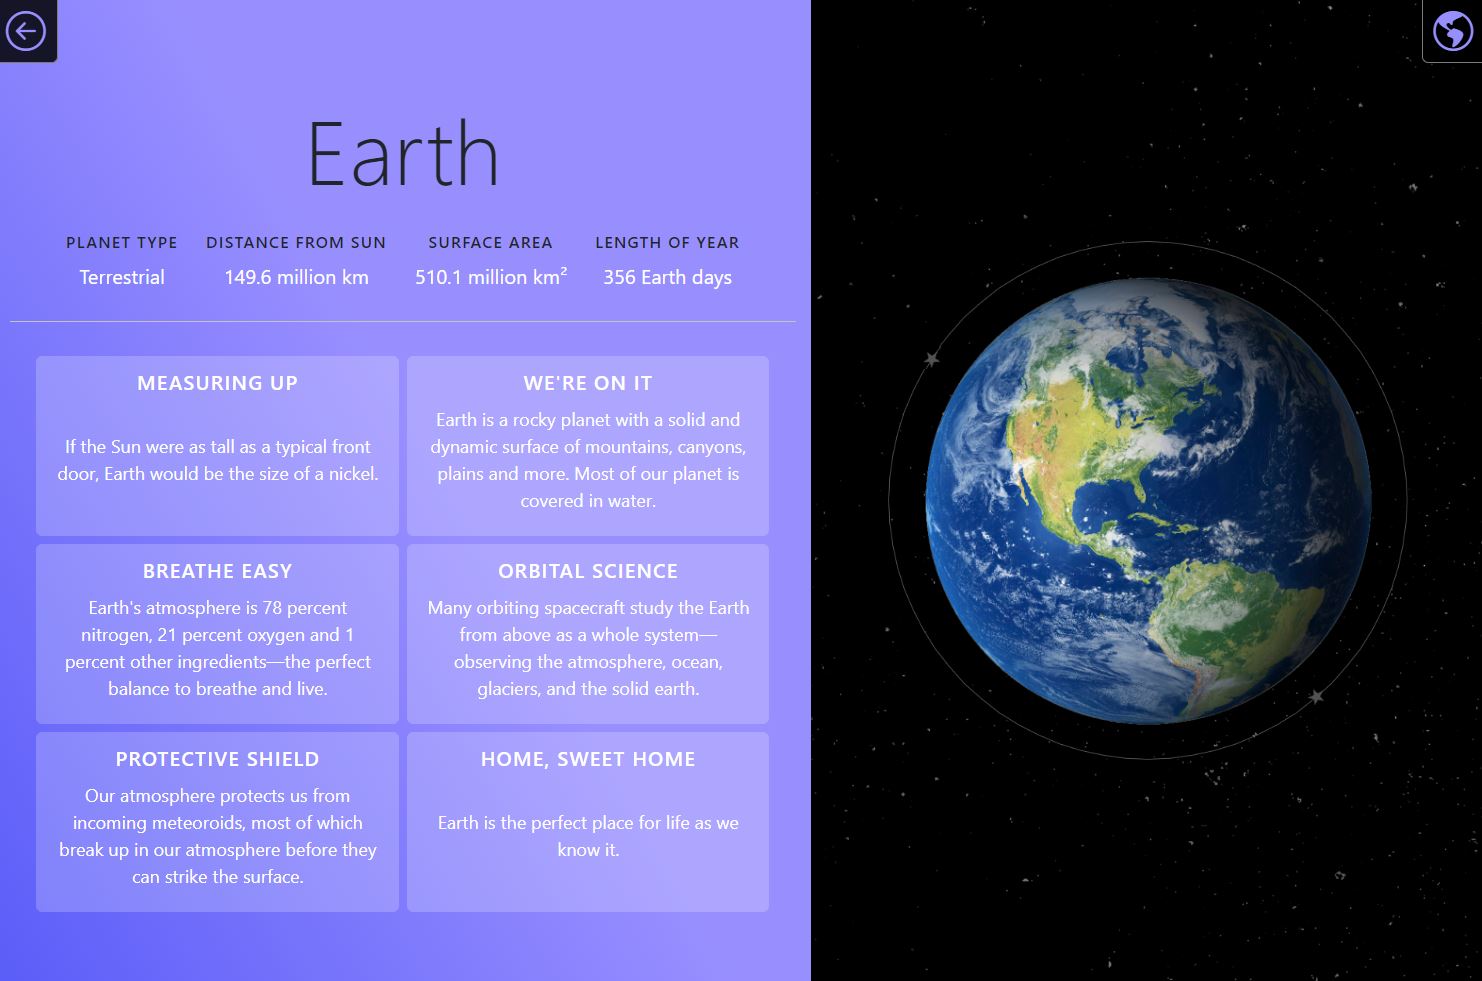 Earth
PLANET TYPE
Terrestrial
DISTANCE FROM SUN
149.6 million km
SURFACE AREA
510.1 million km²
LENGTH OF YEAR
356 Earth days
MEASURING UP
If the Sun were as tall as a typical front
door, Earth would be the size of a nickel.
WE'RE ON IT
Earth is a rocky planet with a solid and
dynamic surface of mountains, canyons,
plains and more. Most of our planet is
covered in water.
BREATHE EASY
Earth's atmosphere is 78 percent
nitrogen, 21 percent oxygen and 1
percent other ingredients—the perfect
balance to breathe and live.
ORBITAL SCIENCE
Many orbiting spacecraft study the Earth
from above as a whole system—
observing the atmosphere, ocean,
glaciers, and the solid earth.
PROTECTIVE SHIELD
Our atmosphere protects us from
incoming meteoroids, most of which
break up in our atmosphere before they
can strike the surface.
HOME, SWEET HOME
Earth is the perfect place for life as we
know it.